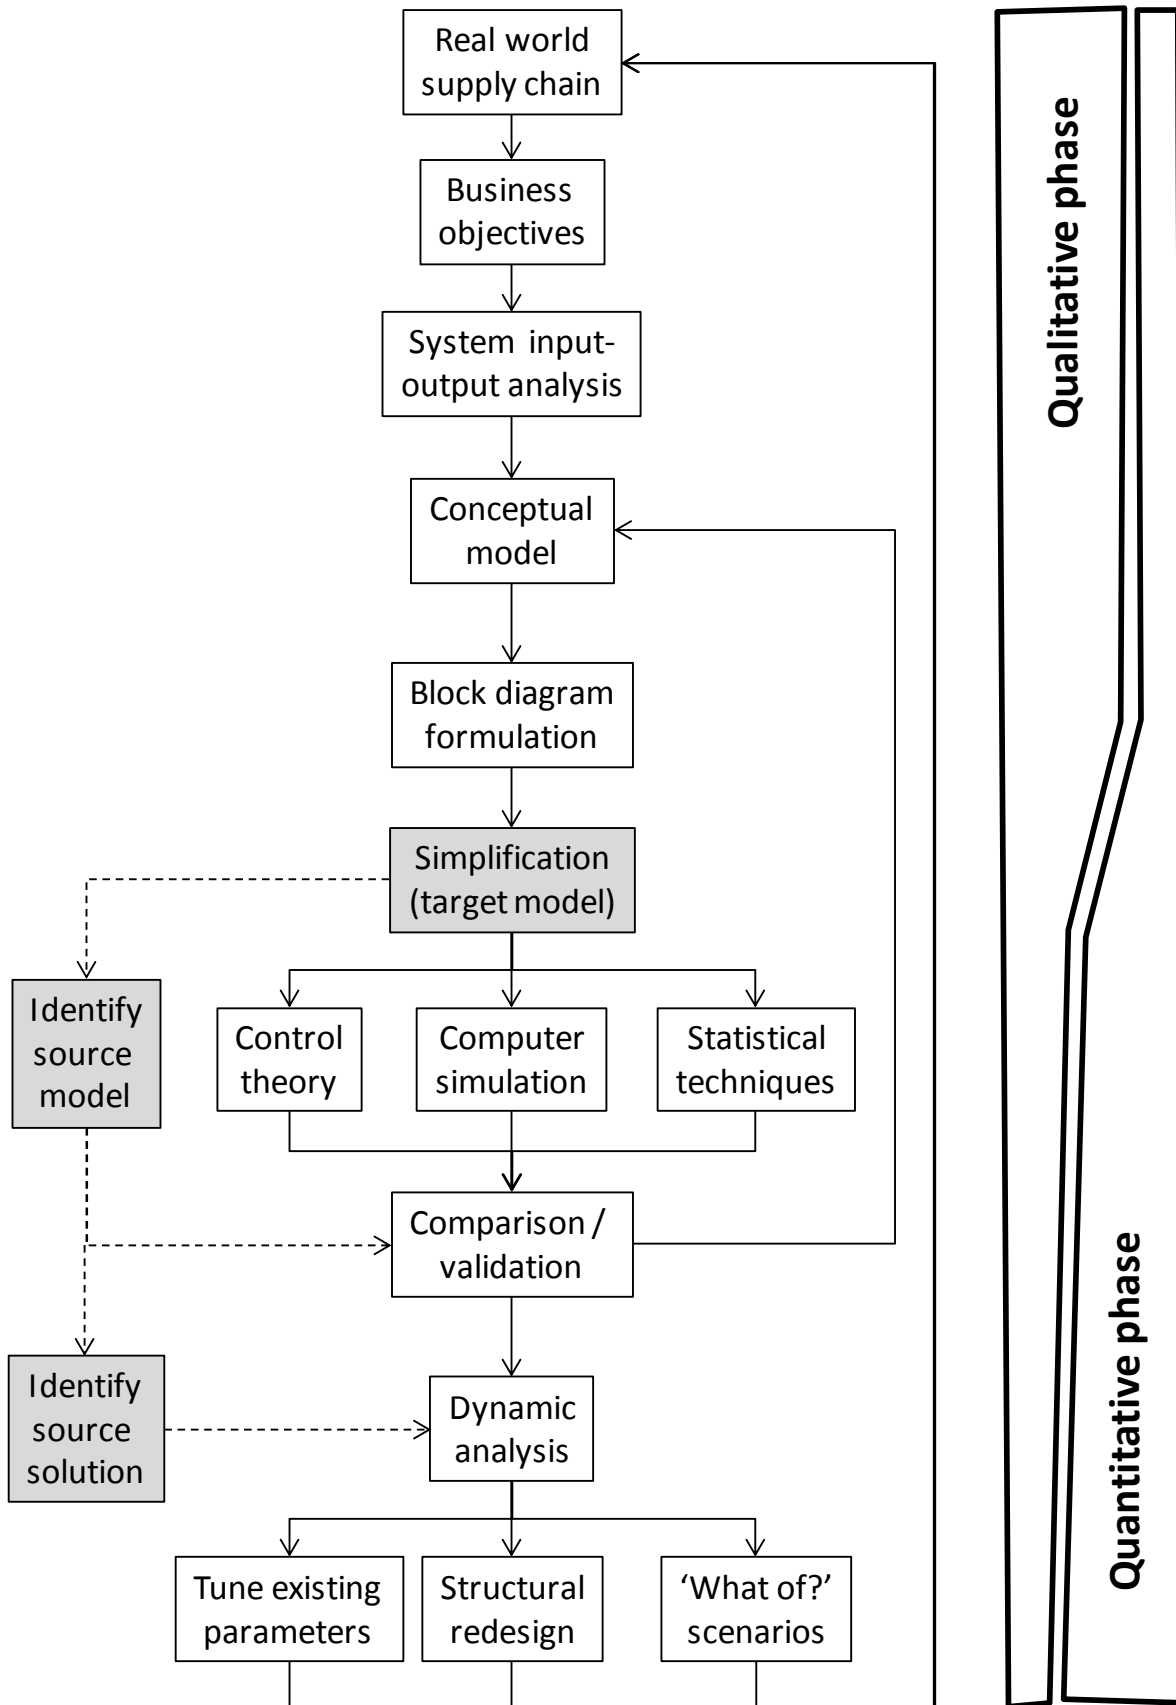 Real world
supply chain
Business
objectives
System input-
output analysis
Conceptual
model
Block diagram
formulation
Simplification
(target model)
Identify
source
model
Control
theory
Computer
simulation
Statistical
techniques
Comparison /
validation
Identify
source
solution
Dynamic
analysis
Tune existing
parameters
Structural
redesign
‘What of?’
scenarios
Qualitative phase
Quantitative phase